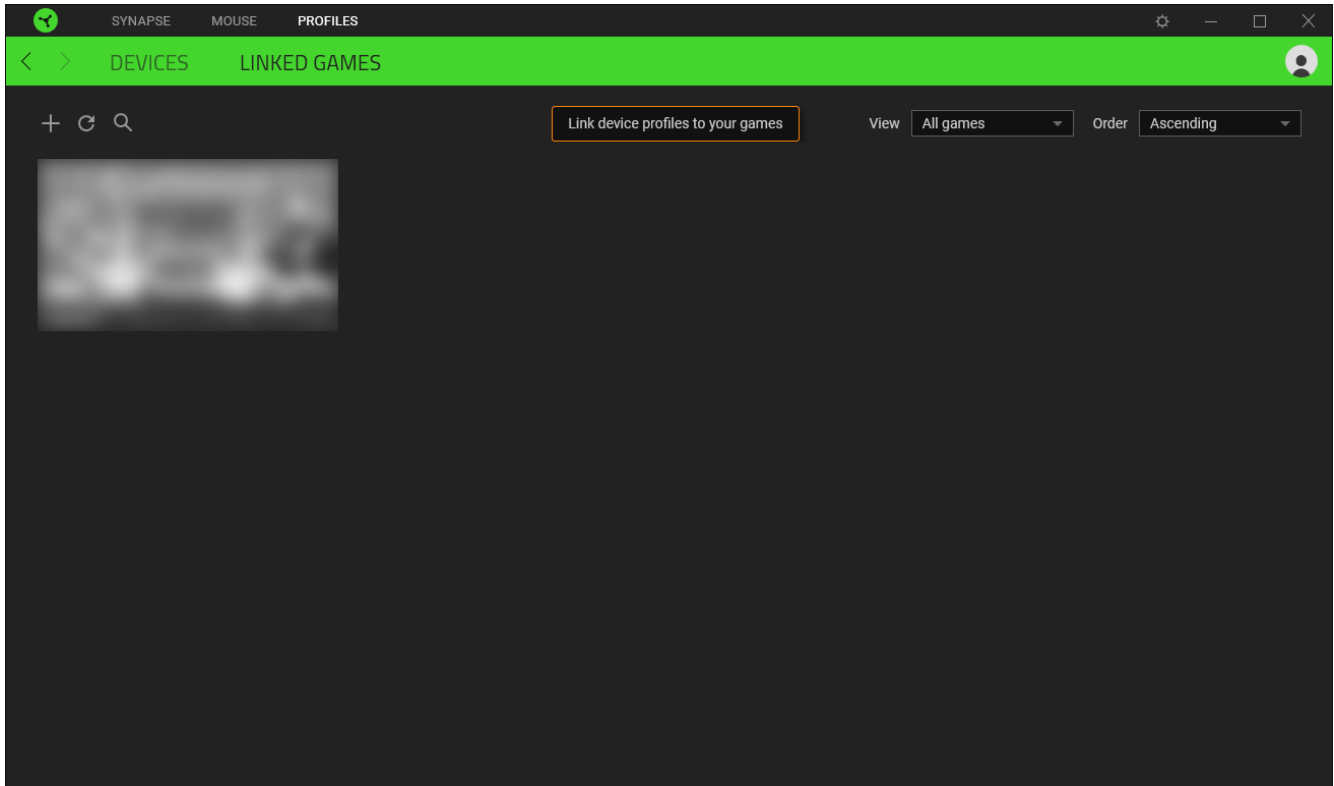 SYNAPSE MOUSE PROFILES
DEVICES LINKED GAMES
Link device profiles to your games View All games Order Ascending